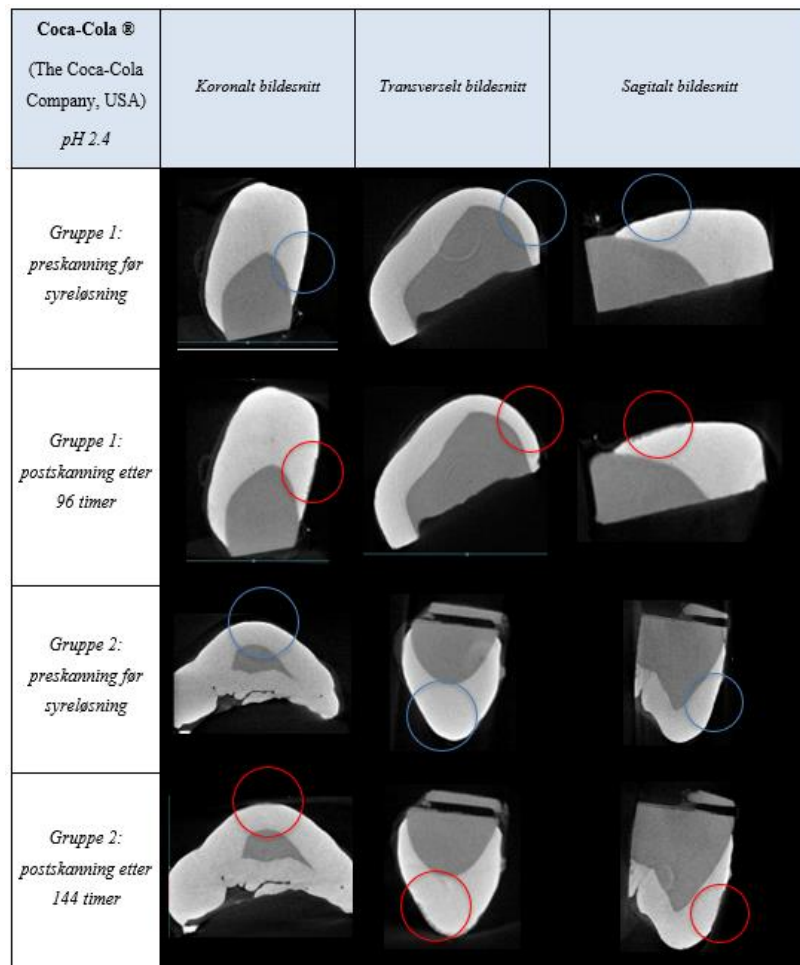 Coca-Cola ®
(The Coca-Cola
Company, USA)
pH 2.4
Koronalt bildesnitt
Transverselt bildesnitt
Sagitalt bildesnitt
Gruppe 1:
preskanning før
syreløsning
Gruppe 1:
postskanning etter
96 timer
Gruppe 2:
preskanning før
syreløsning
Gruppe 2:
postskanning etter
144 timer